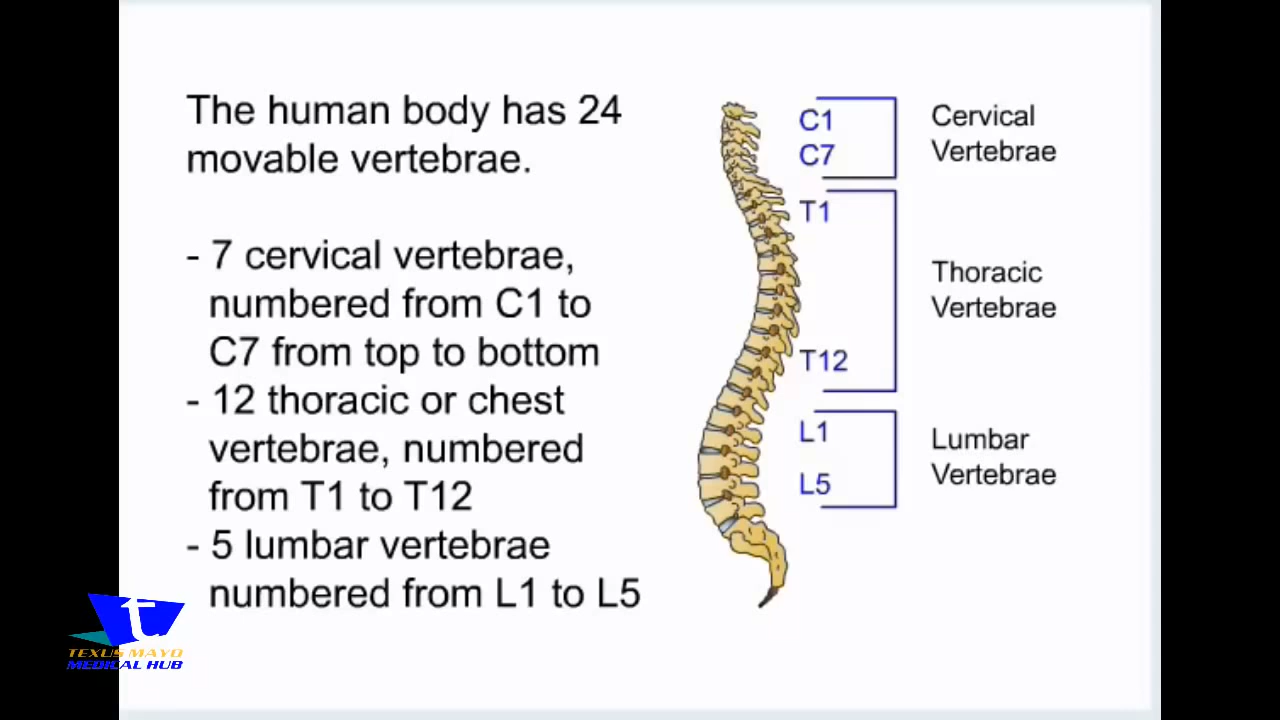 The human body has 24
movable vertebrae.
- 7 cervical vertebrae,
numbered from C1 to
C7 from top to bottom
- 12 thoracic or chest
vertebrae, numbered
from T1 to T12
- 5 lumbar vertebrae
numbered from L1 to L5
C1
C7
Cervical
Vertebrae
T1
T12
Thoracic
Vertebrae
L1
L5
Lumbar
Vertebrae
t
TEXUS MAYO
MEDICAL HUB